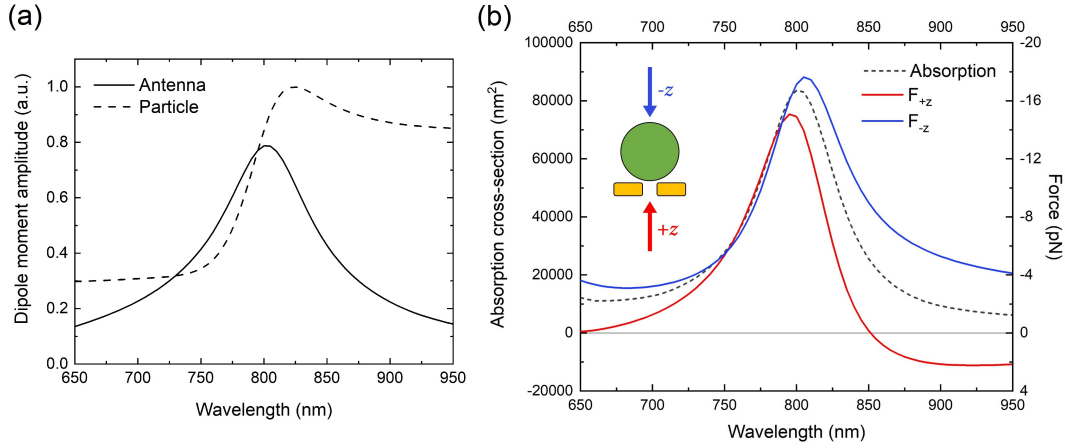 (a)
Dipole moment amplitude (a.u.)
1.0
0.8
0.6
0.4
0.2
0.0
Antenna
Particle
650 700 750 800 850 900 950
Wavelength (nm)
(b)
650 700 750 800 850 900 950
Absorption cross-section (nm²)
100000
80000
60000
40000
20000
0
-20000
-z
+z
Absorption
F+z
F-z
-20
-16
-12
-8
-4
0
4
Force (pN)
650 700 750 800 850 900 950
Wavelength (nm)